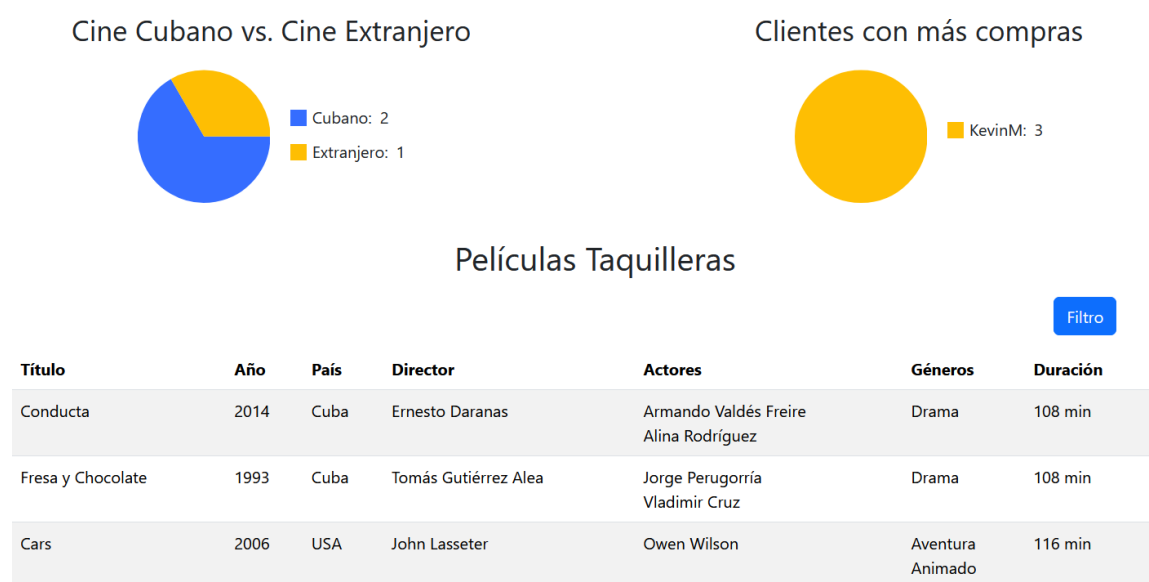 Cine Cubano vs. Cine Extranjero
Cubano: 2
Extranjero: 1
Clientes con más compras
KevinM: 3
Películas Taquilleras
Filtro
Título Año País Director Actores Géneros Duración
Conducta 2014 Cuba Ernesto Daranas Armando Valdés Freire Drama 108 min
Alina Rodríguez
Fresa y Chocolate 1993 Cuba Tomás Gutiérrez Alea Jorge Perugorría Drama 108 min
Vladimir Cruz
Cars 2006 USA John Lasseter Owen Wilson Aventura 116 min
Animado